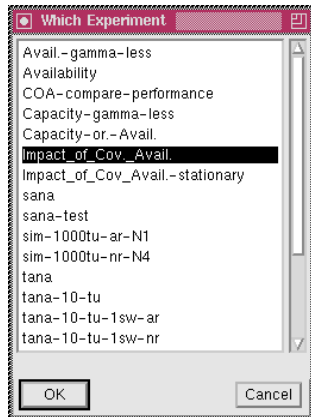 Which Experiment
Avail.-gamma-less
Availability
COA-compare-performance
Capacity-gamma-less
Capacity-or.-Avail.
Impact_of_Cov._Avail.
Impact_of_Cov_Avail.-stationary
sana
sana-test
sim-1000tu-ar-N1
sim-1000tu-nr-N4
tana
tana-10-tu
tana-10-tu-1sw-ar
tana-10-tu-1sw-nr
OK
Cancel